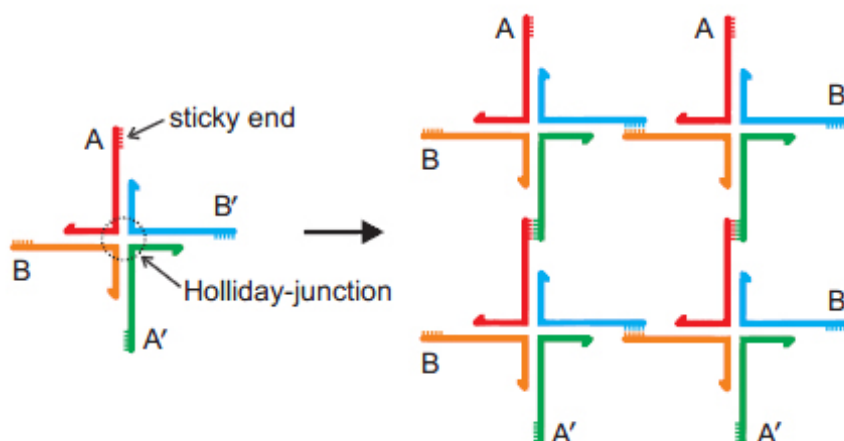 A
sticky end
B′
B
Holliday-junction
A′
A A
B
B
B
B
A′ A′